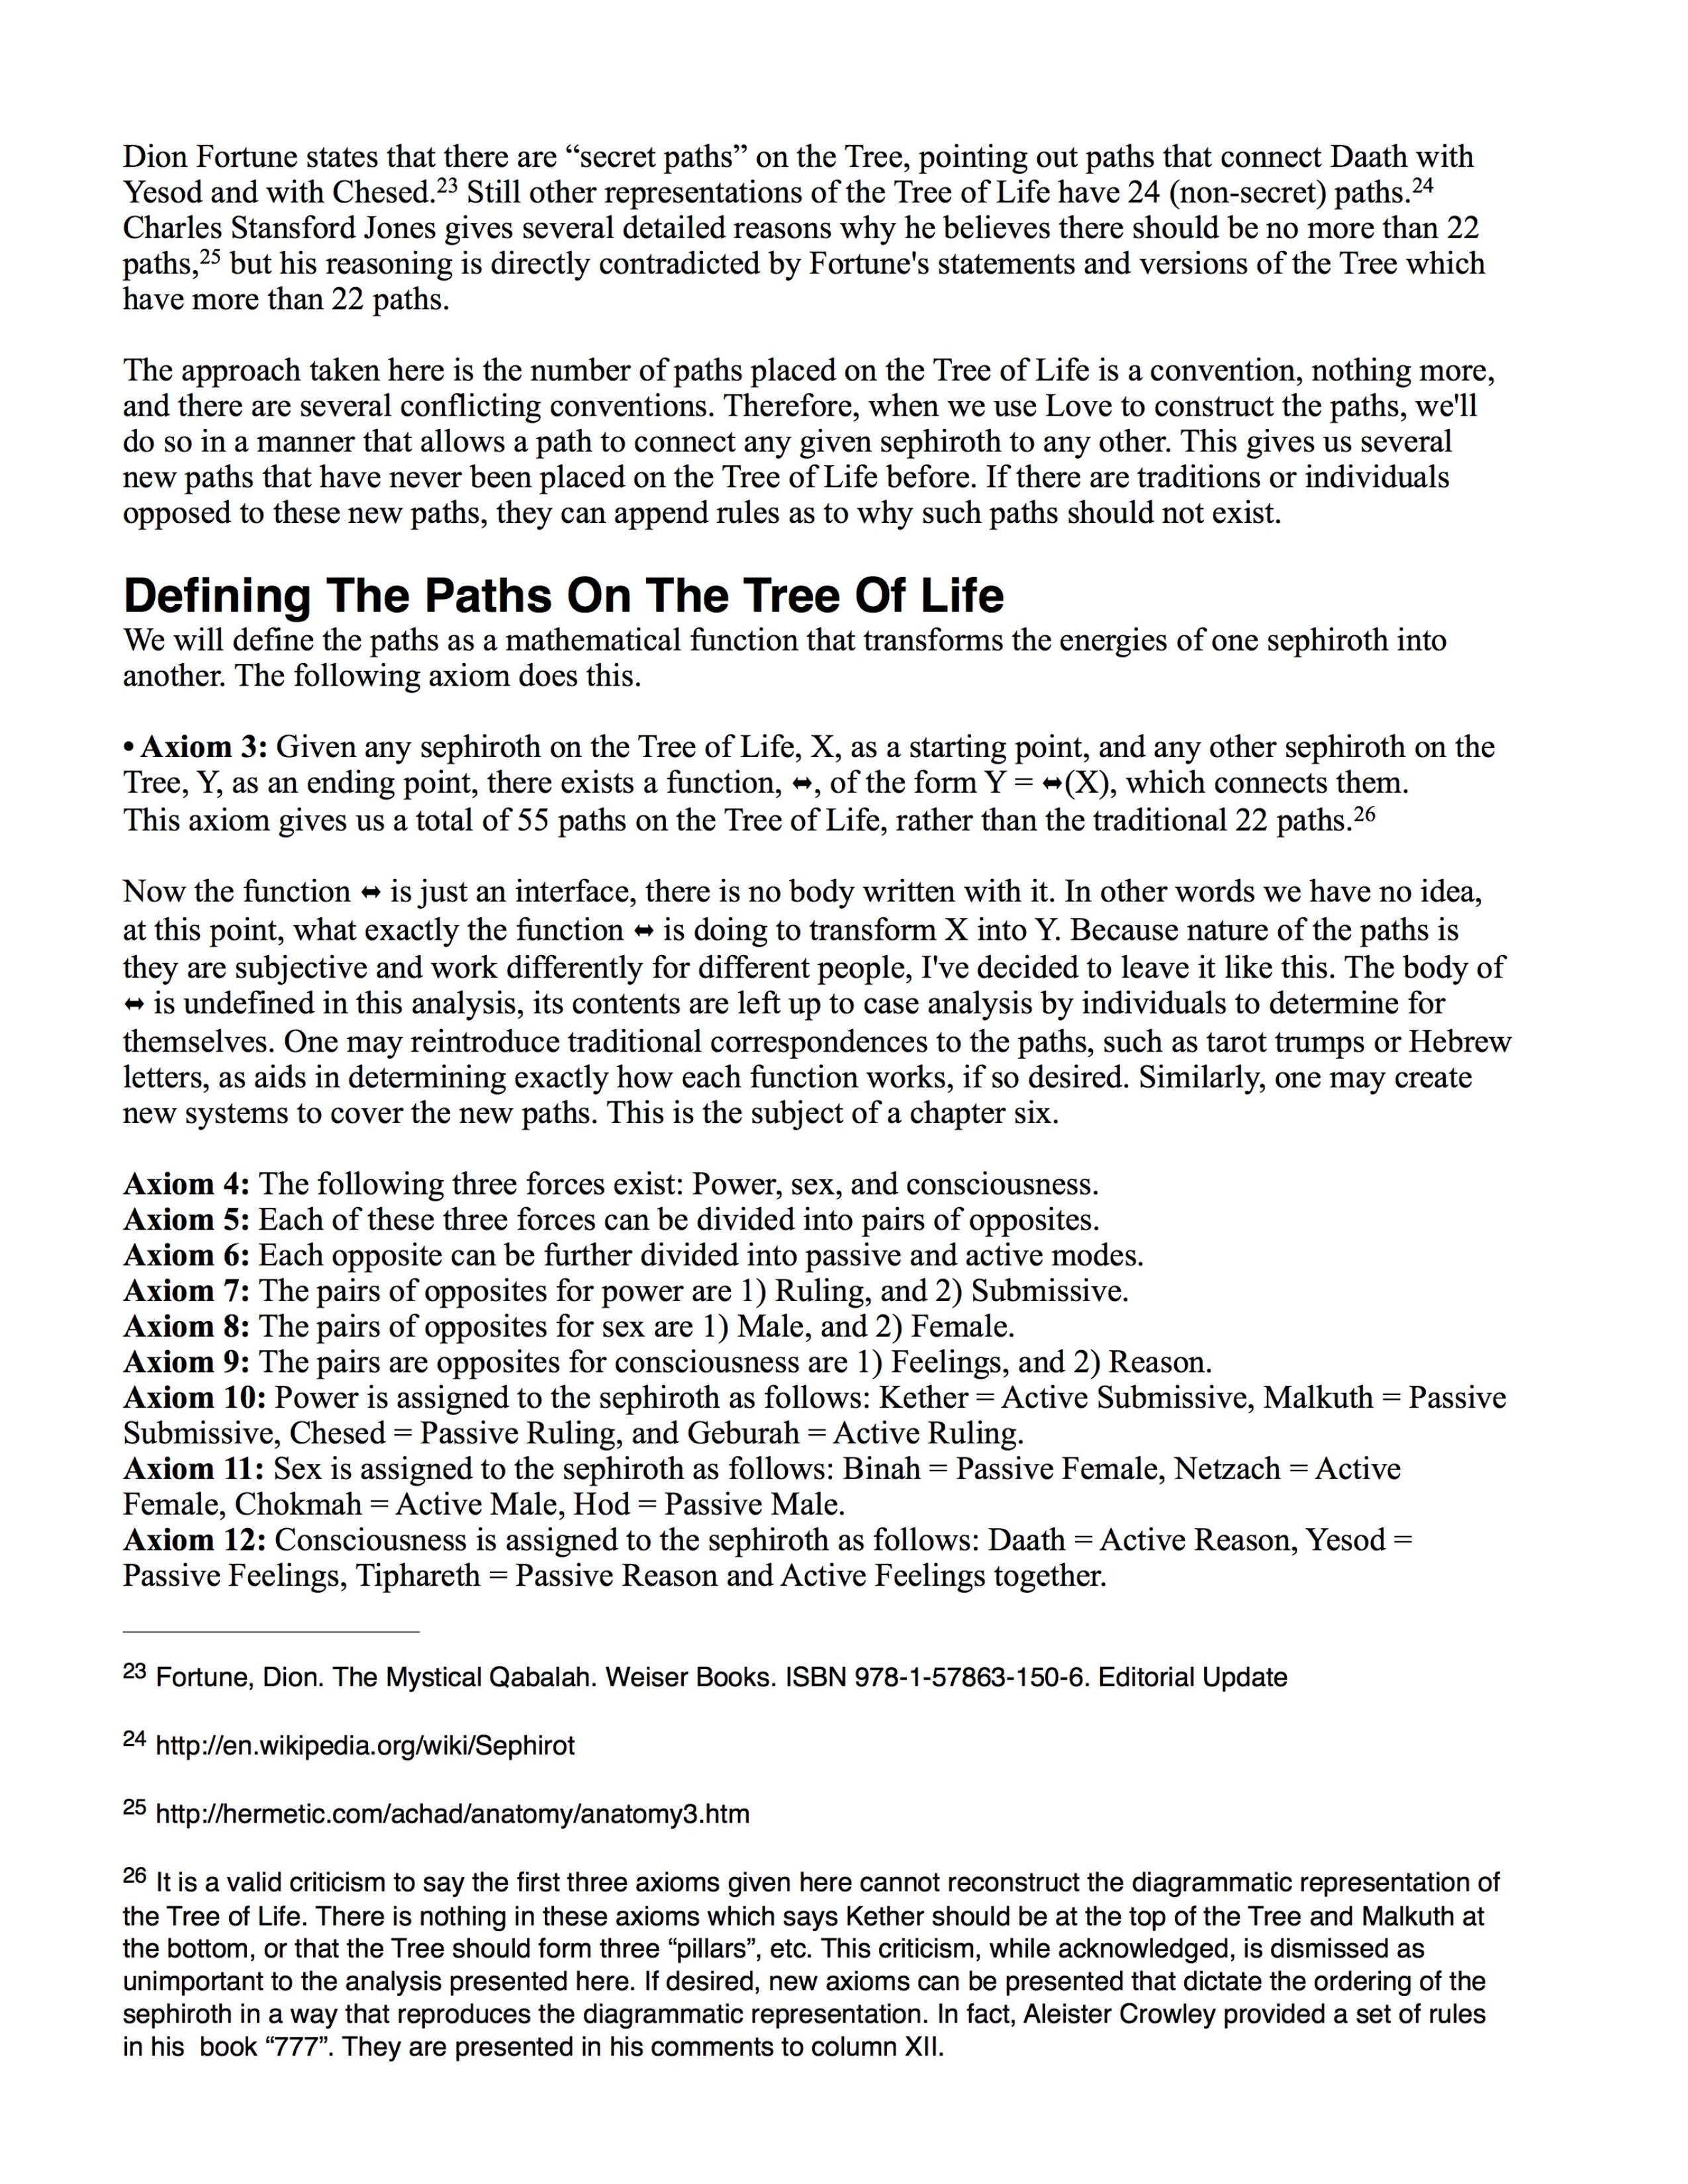 Dion Fortune states that there are “secret paths” on the Tree, pointing out paths that connect Daath with
Yesod and with Chesed.23 Still other representations of the Tree of Life have 24 (non-secret) paths.24
Charles Stansford Jones gives several detailed reasons why he believes there should be no more than 22
paths,25 but his reasoning is directly contradicted by Fortune's statements and versions of the Tree which
have more than 22 paths.
The approach taken here is the number of paths placed on the Tree of Life is a convention, nothing more,
and there are several conflicting conventions. Therefore, when we use Love to construct the paths, we'll
do so in a manner that allows a path to connect any given sephiroth to any other. This gives us several
new paths that have never been placed on the Tree of Life before. If there are traditions or individuals
opposed to these new paths, they can append rules as to why such paths should not exist.
Defining The Paths On The Tree Of Life
We will define the paths as a mathematical function that transforms the energies of one sephiroth into
another. The following axiom does this.
• Axiom 3: Given any sephiroth on the Tree of Life, X, as a starting point, and any other sephiroth on the
Tree, Y, as an ending point, there exists a function, ⬌, of the form Y = ⬌(X), which connects them.
This axiom gives us a total of 55 paths on the Tree of Life, rather than the traditional 22 paths.26
Now the function ⬌ is just an interface, there is no body written with it. In other words we have no idea,
at this point, what exactly the function ⬌ is doing to transform X into Y. Because nature of the paths is
they are subjective and work differently for different people, I've decided to leave it like this. The body of
⬌ is undefined in this analysis, its contents are left up to case analysis by individuals to determine for
themselves. One may reintroduce traditional correspondences to the paths, such as tarot trumps or Hebrew
letters, as aids in determining exactly how each function works, if so desired. Similarly, one may create
new systems to cover the new paths. This is the subject of a chapter six.
Axiom 4: The following three forces exist: Power, sex, and consciousness.
Axiom 5: Each of these three forces can be divided into pairs of opposites.
Axiom 6: Each opposite can be further divided into passive and active modes.
Axiom 7: The pairs of opposites for power are 1) Ruling, and 2) Submissive.
Axiom 8: The pairs of opposites for sex are 1) Male, and 2) Female.
Axiom 9: The pairs are opposites for consciousness are 1) Feelings, and 2) Reason.
Axiom 10: Power is assigned to the sephiroth as follows: Kether = Active Submissive, Malkuth = Passive
Submissive, Chesed = Passive Ruling, and Geburah = Active Ruling.
Axiom 11: Sex is assigned to the sephiroth as follows: Binah = Passive Female, Netzach = Active
Female, Chokmah = Active Male, Hod = Passive Male.
Axiom 12: Consciousness is assigned to the sephiroth as follows: Daath = Active Reason, Yesod =
Passive Feelings, Tiphareth = Passive Reason and Active Feelings together.
23 Fortune, Dion. The Mystical Qabalah. Weiser Books. ISBN 978-1-57863-150-6. Editorial Update
24 http://en.wikipedia.org/wiki/Sephirot
25 http://hermetic.com/achad/anatomy/anatomy3.htm
26 It is a valid criticism to say the first three axioms given here cannot reconstruct the diagrammatic representation of
the Tree of Life. There is nothing in these axioms which says Kether should be at the top of the Tree and Malkuth at
the bottom, or that the Tree should form three “pillars”, etc. This criticism, while acknowledged, is dismissed as
unimportant to the analysis presented here. If desired, new axioms can be presented that dictate the ordering of the
sephiroth in a way that reproduces the diagrammatic representation. In fact, Aleister Crowley provided a set of rules
in his  book “777”. They are presented in his comments to column XII.